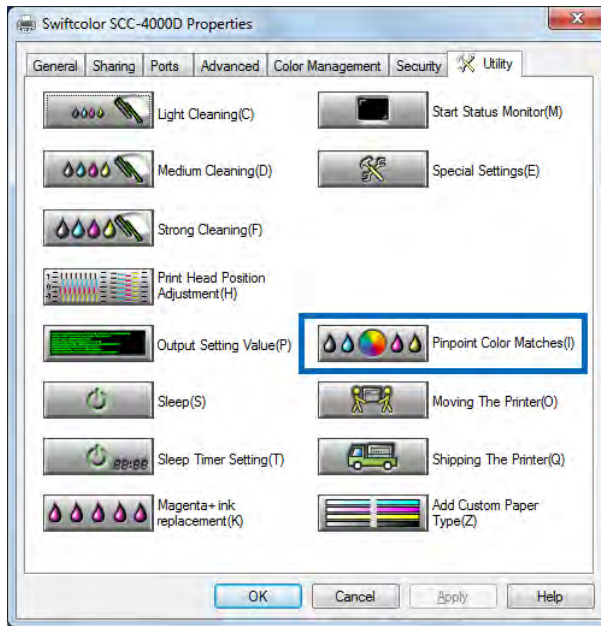 Swiftcolor SCC-4000D Properties
General Sharing Ports Advanced Color Management Security Utility
Light Cleaning(C)
Start Status Monitor(M)
Medium Cleaning(D)
Special Settings(E)
Strong Cleaning(F)
Print Head Position
Adjustment(H)
Output Setting Value(P)
Pinpoint Color Matches(I)
Sleep(S)
Moving The Printer(O)
88:88
Sleep Timer Setting(T)
Shipping The Printer(Q)
Magenta+ ink
replacement(K)
Add Custom Paper
Type(Z)
OK Cancel Apply Help